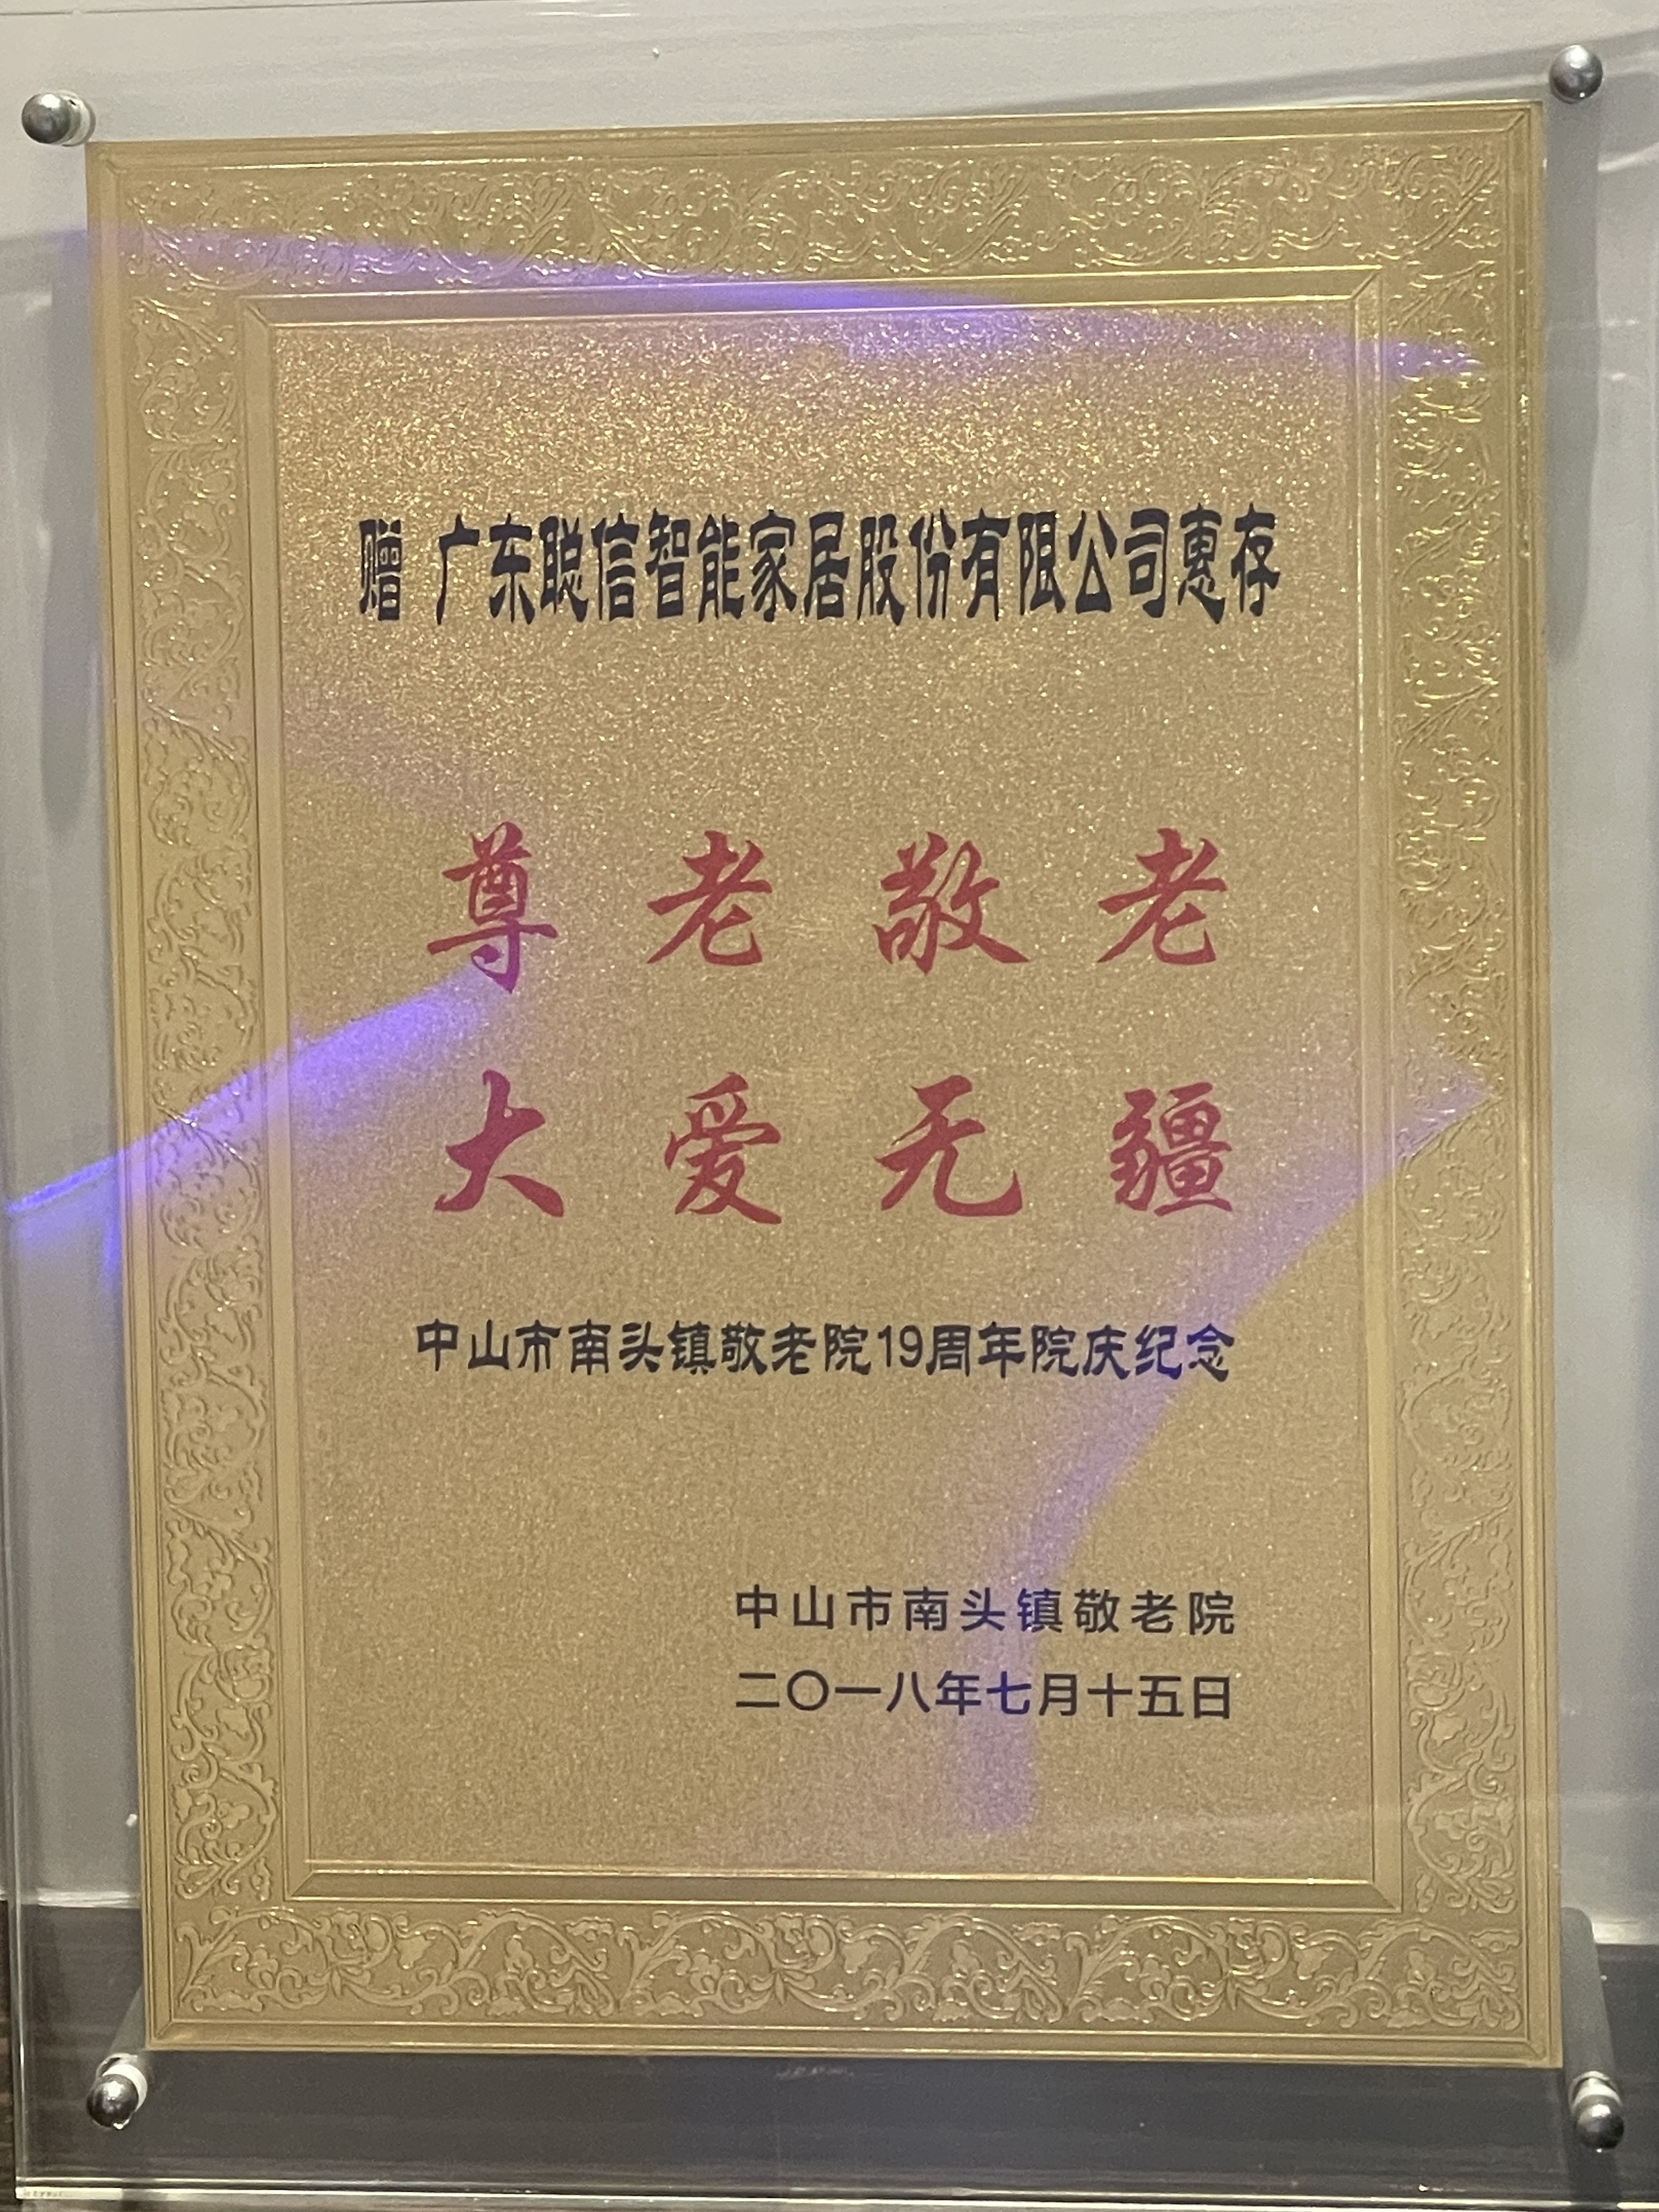 赠 广东聪信智能家居股份有限公司惠存
尊老敬老
大爱无疆
中山市南头镇敬老院19周年院庆纪念
中山市南头镇敬老院
二〇一八年七月十五日